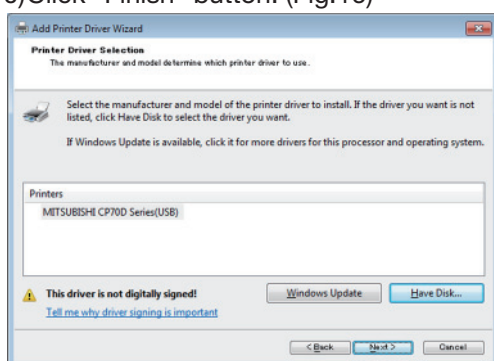 Click "Finish" button.
Add Printer Driver Wizard
Printer Driver Selection
The manufacturer and model determine which printer driver to use.
Select the manufacturer and model of the printer driver to install. If the driver you want is not
listed, click Have Disk to select the driver you want.
If Windows Update is available, click it for more drivers for this processor and operating system.
Printers
MITSUBISHI CP70D Series(USB)
This driver is not digitally signed!
Windows Update
Have Disk...
Tell me why driver signing is important
< Back
Next >
Cancel